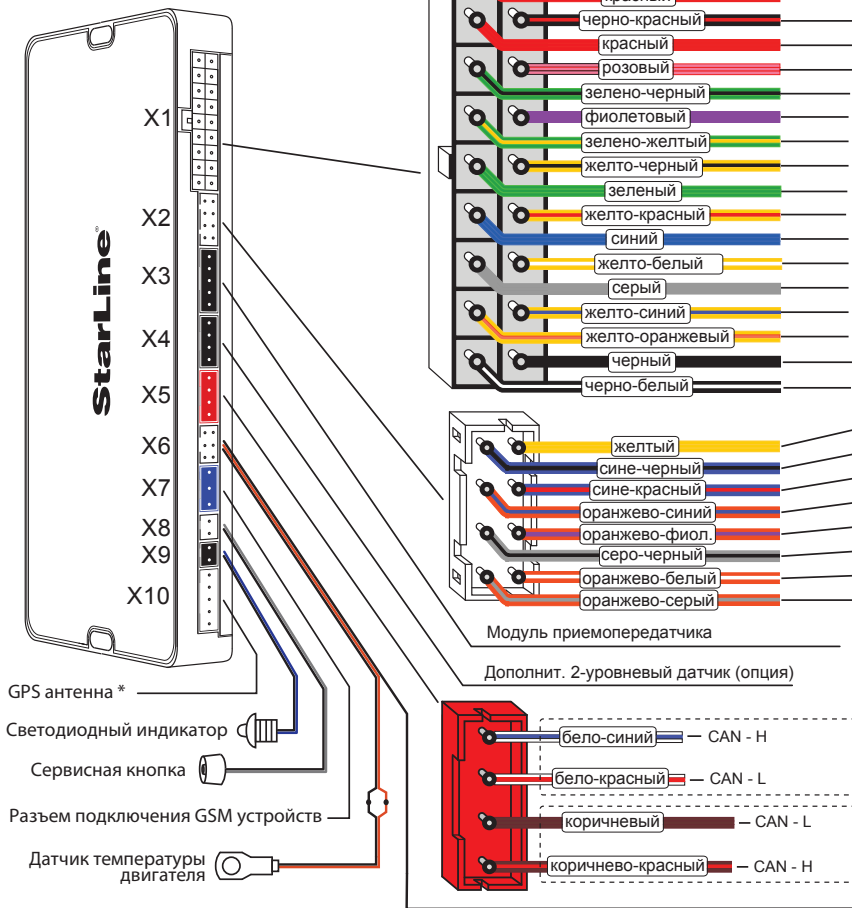 красный
черно-красный
красный
розовый
зелено-черный
фиолетовый
зелено-желтый
желто-черный
зеленый
желто-красный
синий
желто-белый
серый
желто-синий
желто-оранжевый
черный
черно-белый
StarLine®
X1
X2
X3
X4
X5
X6
X7
X8
X9
X10
желтый
сине-черный
сине-красный
оранжево-синий
оранжево-фиол.
серо-черный
оранжево-белый
оранжево-серый
Модуль приемопередатчика
Дополнит. 2-уровневый датчик (опция)
GPS антенна *
Светодиодный индикатор
Сервисная кнопка
Разъем подключения GSM устройств
Датчик температуры
двигателя
бело-синий CAN - H
бело-красный CAN - L
коричневый CAN - L
коричнево-красный CAN - H